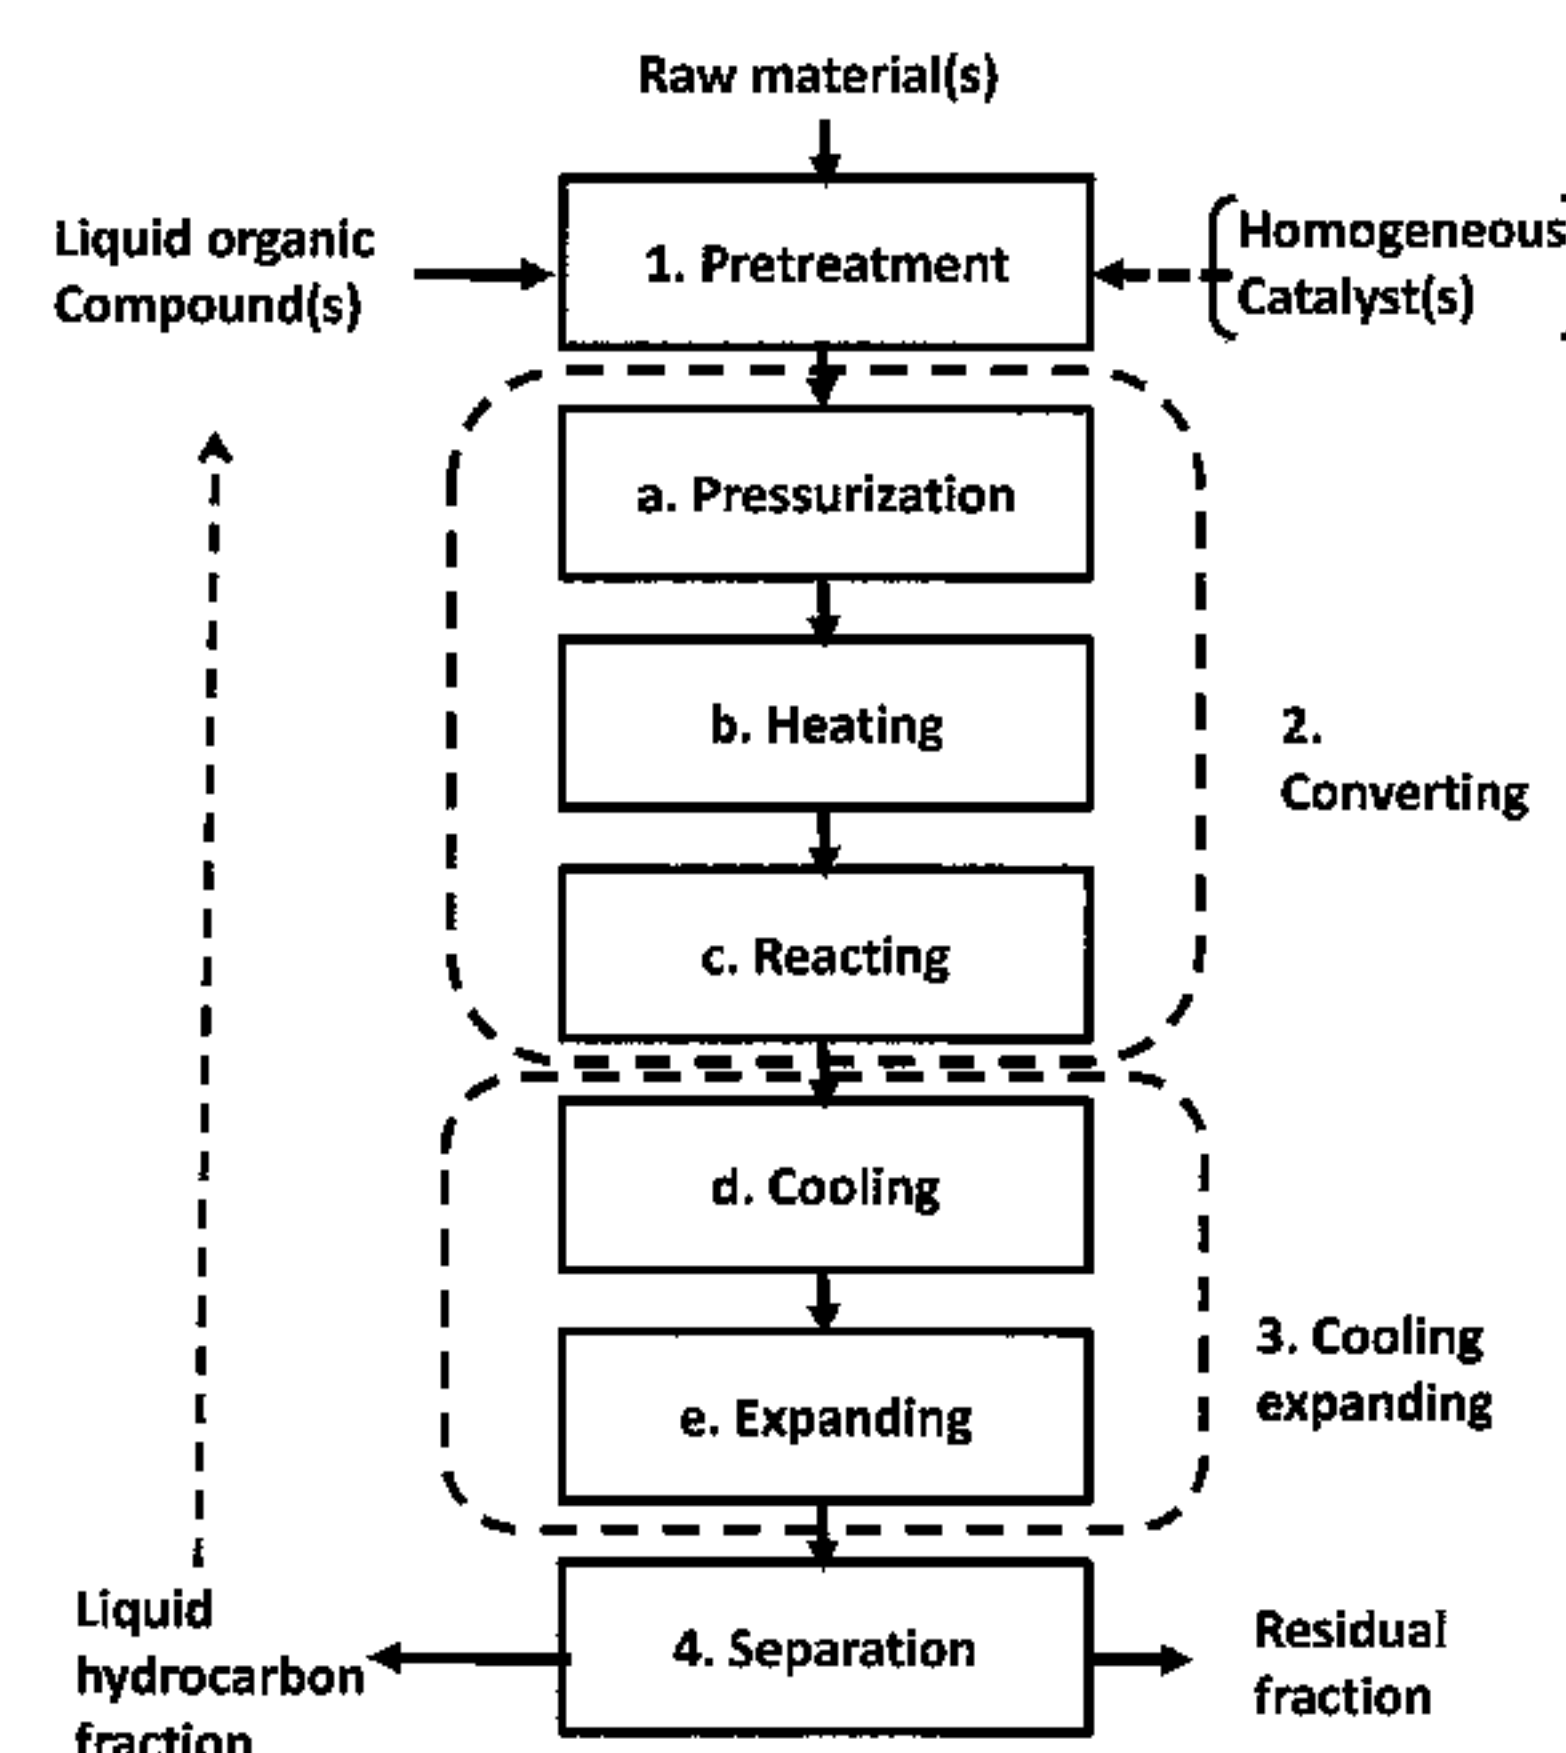 Raw material(s)
Liquid organic
Compound(s)
1. Pretreatment
Homogeneous
Catalyst(s)
a. Pressurization
b. Heating
2.
Converting
c. Reacting
d. Cooling
3. Cooling
expanding
e. Expanding
4. Separation
Liquid
hydrocarbon
fraction
Residual
fraction